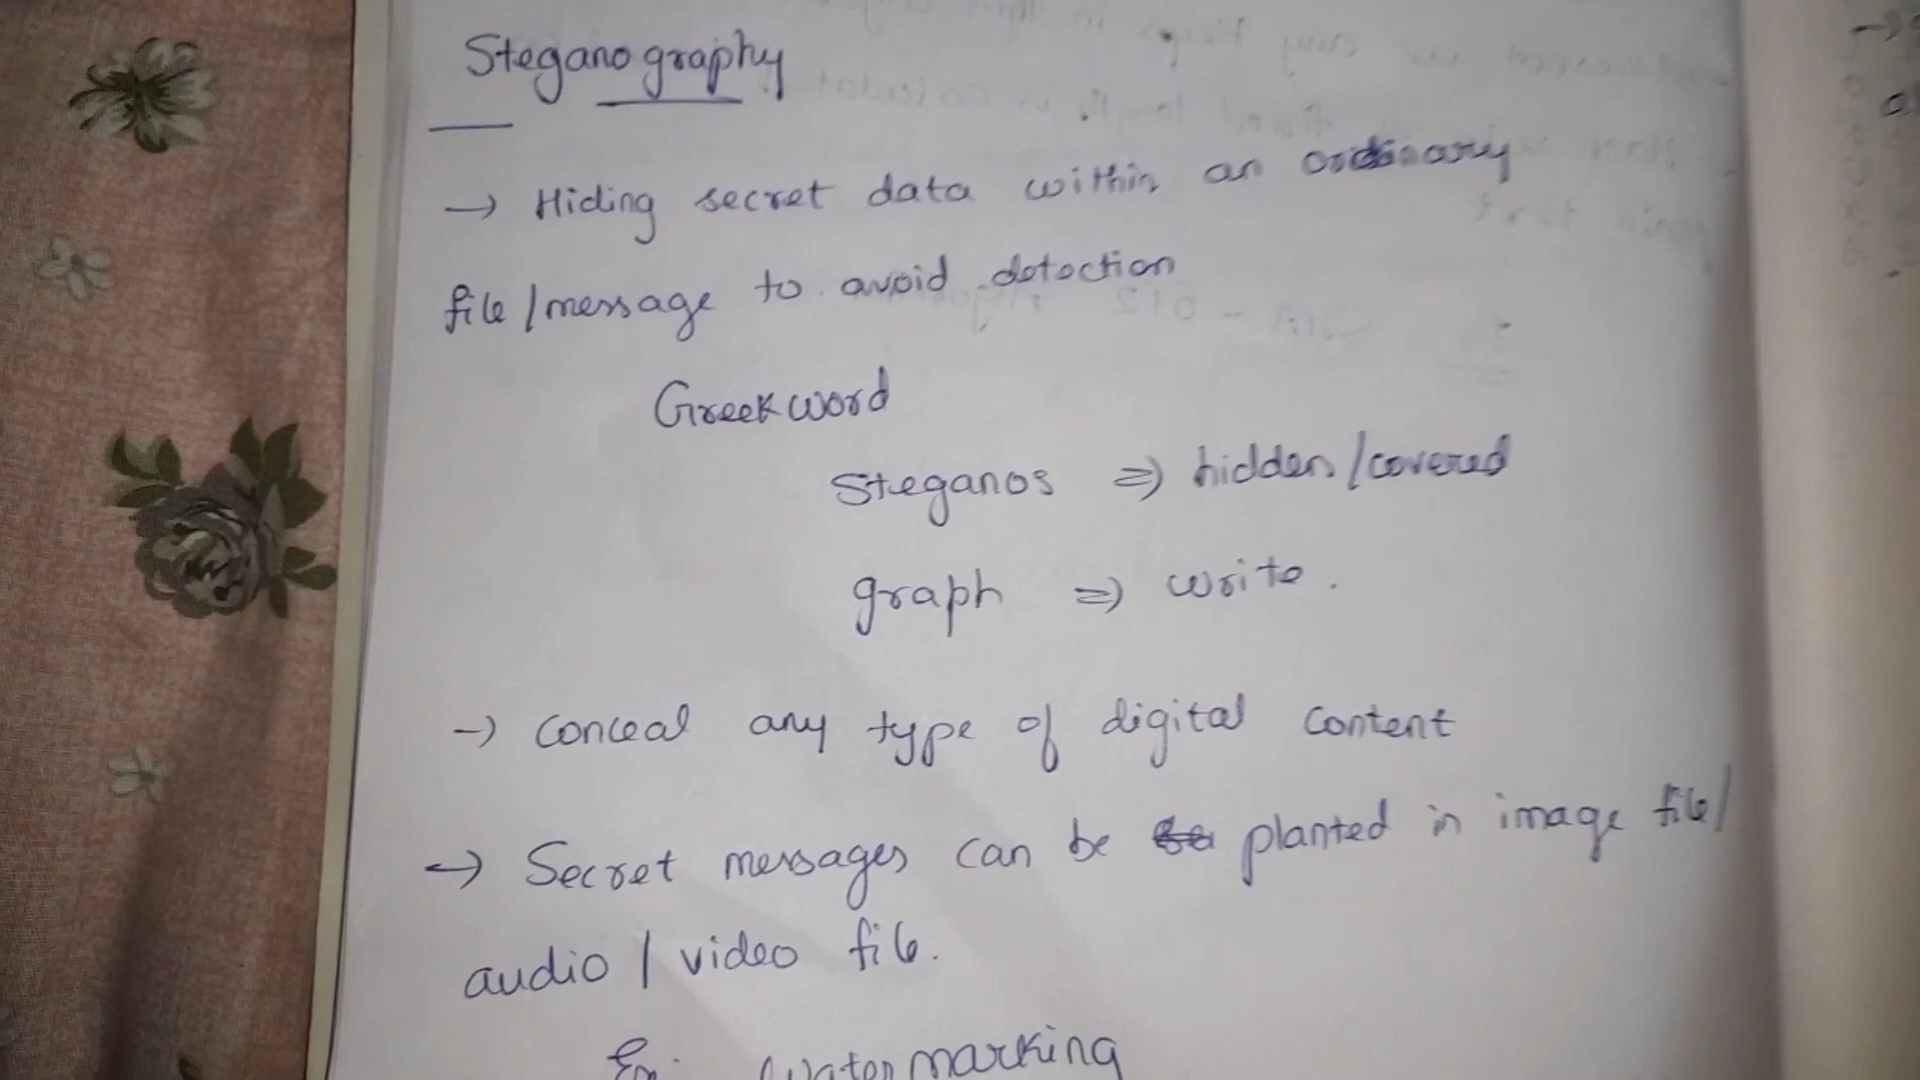 Steganography
→ Hiding secret data within an ordinary
file / message to avoid detection
Greek word
Steganos ⇒ hidden / covered
graph ⇒ write.
→ Conceal any type of digital content
→ Secret messages can be planted in image file /
audio / video file.
Ex: Watermarking